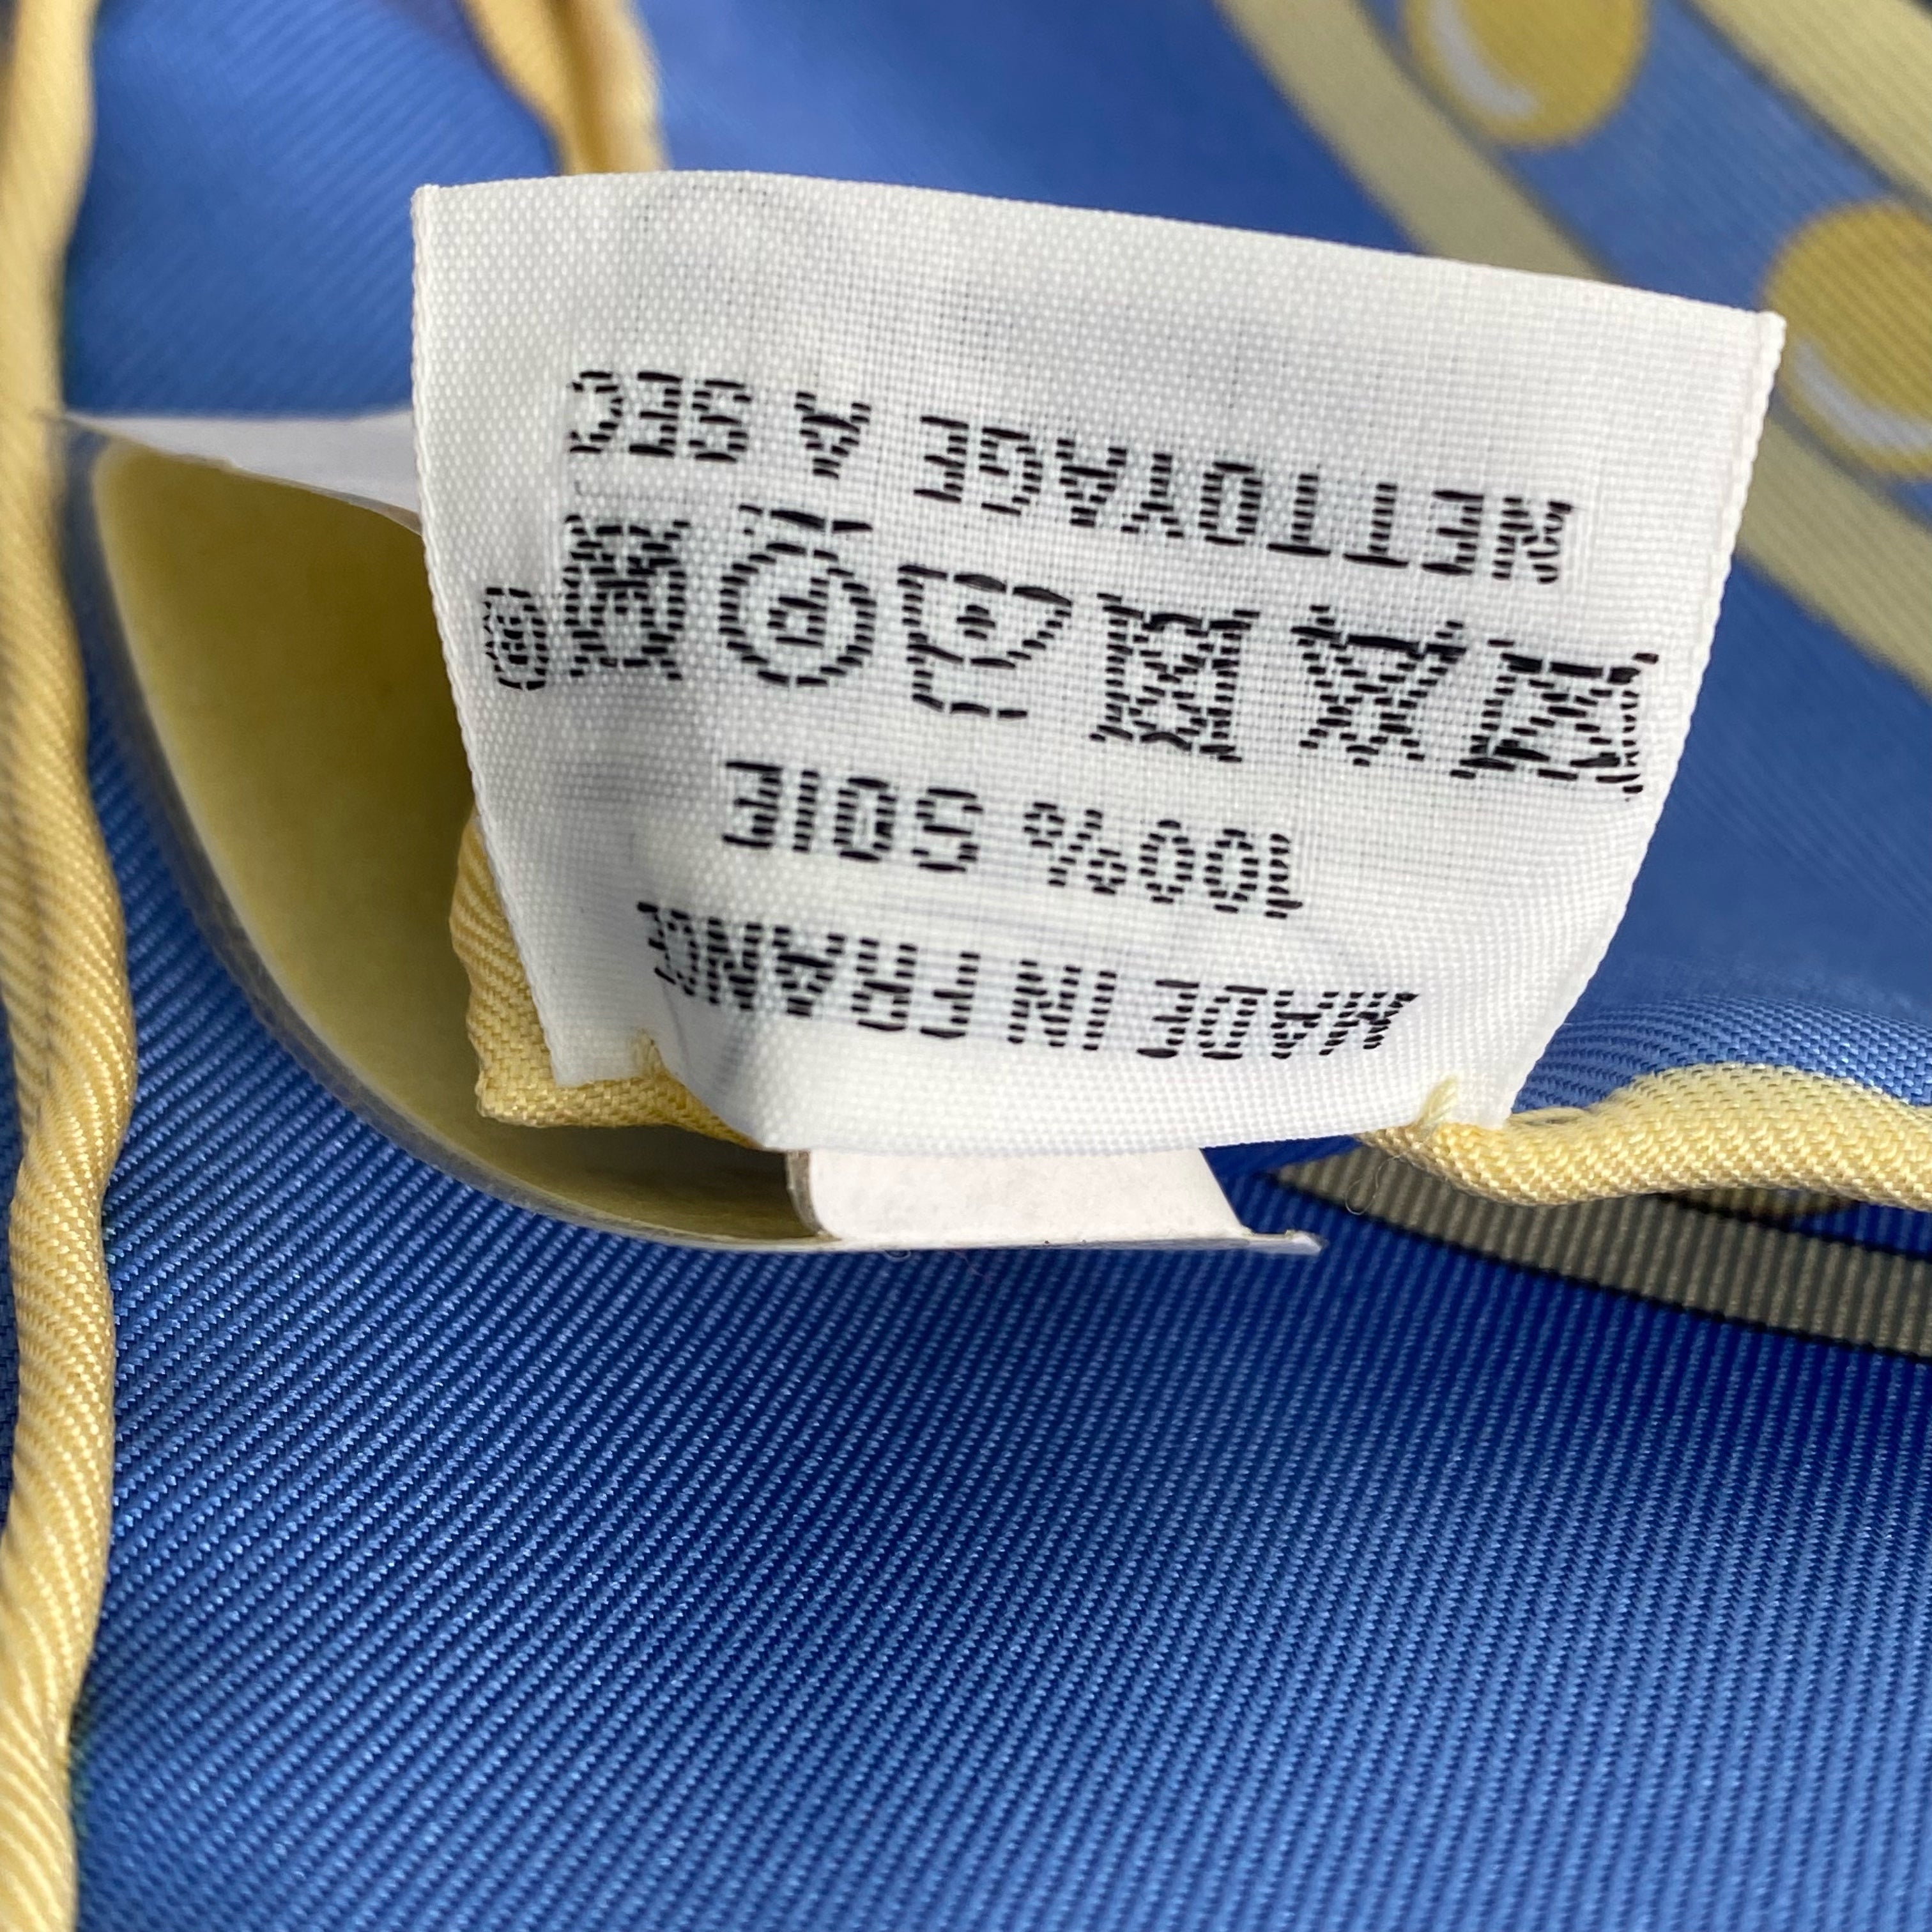 MADE IN FRANCE
100% SOIE
P
®
NETTOYAGE A SEC